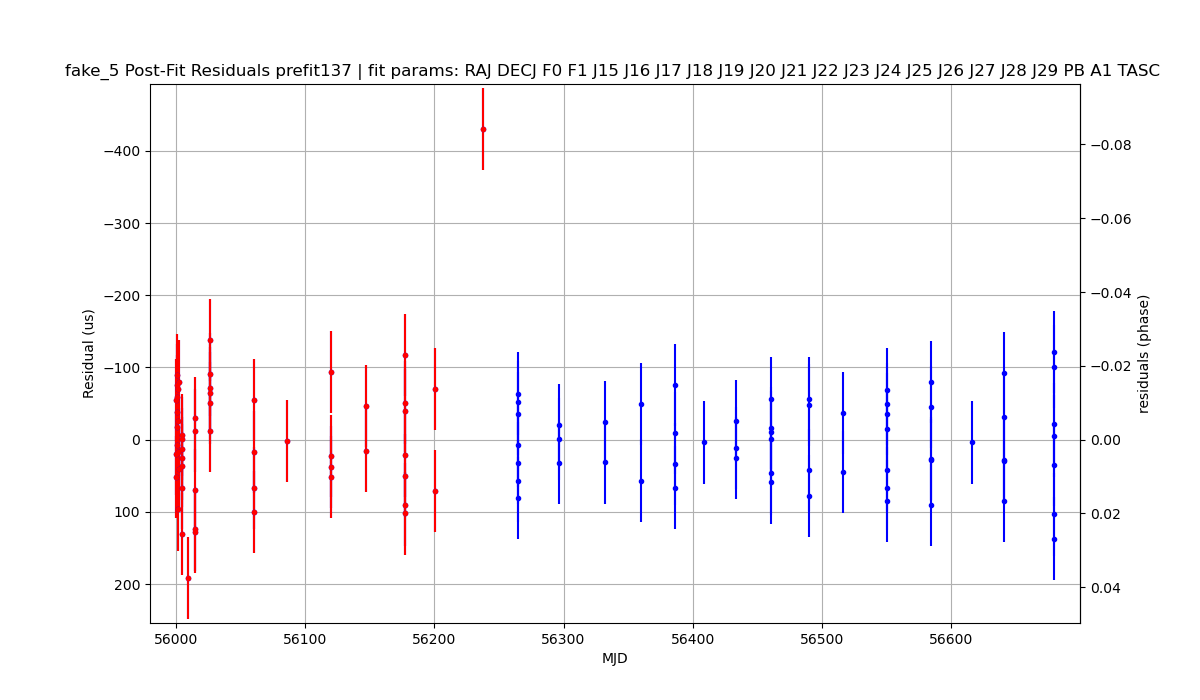 fake_5 Post-Fit Residuals prefit137 | fit params: RAJ DECJ F0 F1 J15 J16 J17 J18 J19 J20 J21 J22 J23 J24 J25 J26 J27 J28 J29 PB A1 TASC
−400
−300
−200
−100
0
100
200
Residual (us)
−0.08
−0.06
−0.04
−0.02
0.00
0.02
0.04
residuals (phase)
56000 56100 56200 56300 56400 56500 56600
MJD